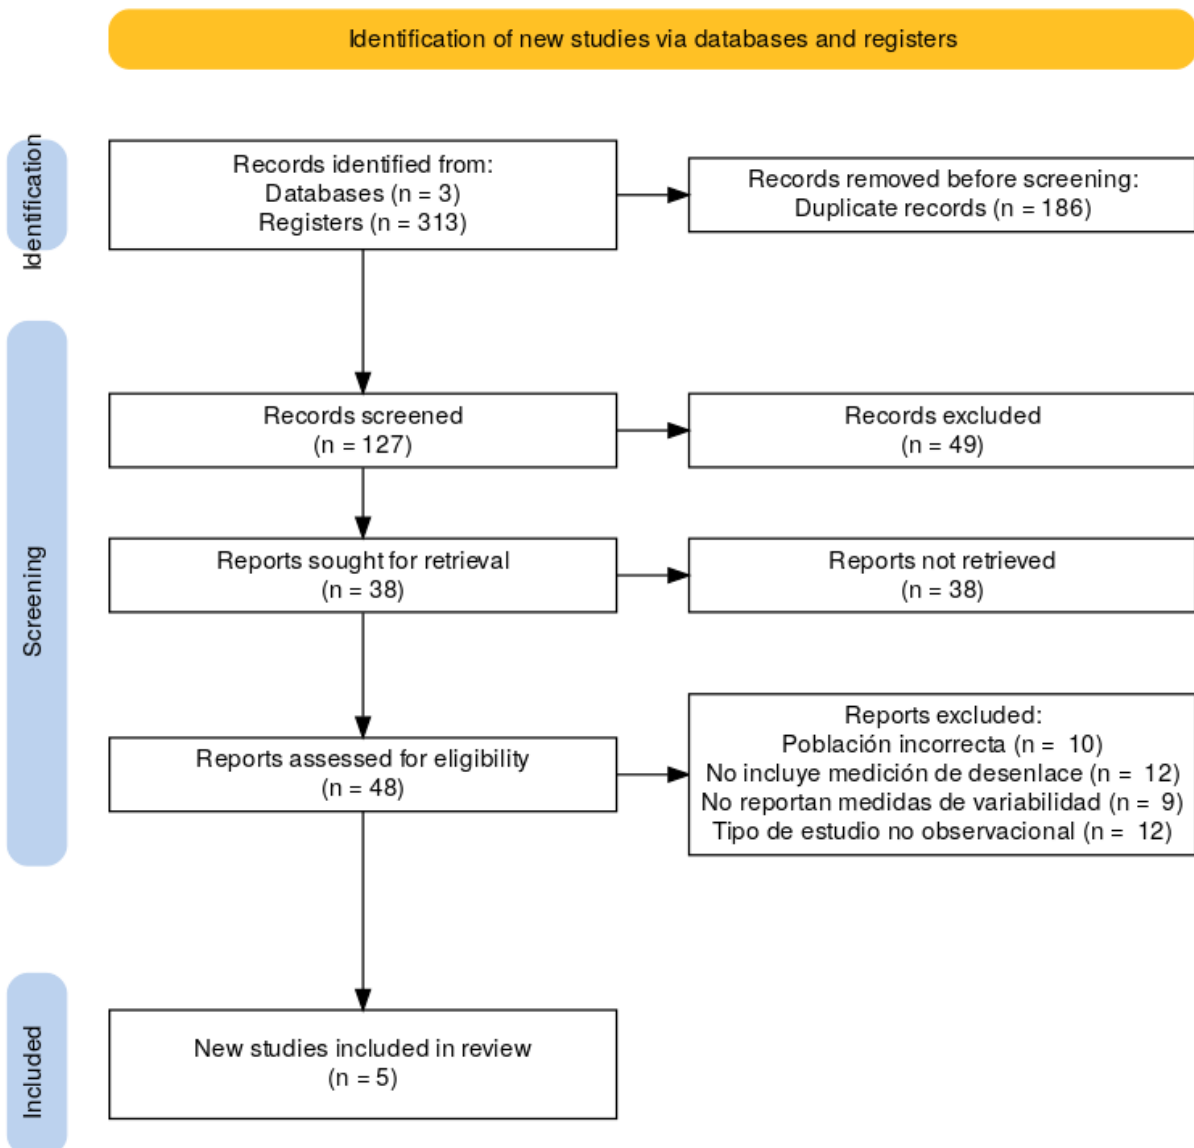 Identification of new studies via databases and registers
Identification
Records identified from:
Databases (n = 3)
Registers (n = 313)
Records removed before screening:
Duplicate records (n = 186)
Screening
Records screened
(n = 127)
Records excluded
(n = 49)
Reports sought for retrieval
(n = 38)
Reports not retrieved
(n = 38)
Reports assessed for eligibility
(n = 48)
Reports excluded:
Población incorrecta (n = 10)
No incluye medición de desenlace (n = 12)
No reportan medidas de variabilidad (n = 9)
Tipo de estudio no observacional (n = 12)
Included
New studies included in review
(n = 5)